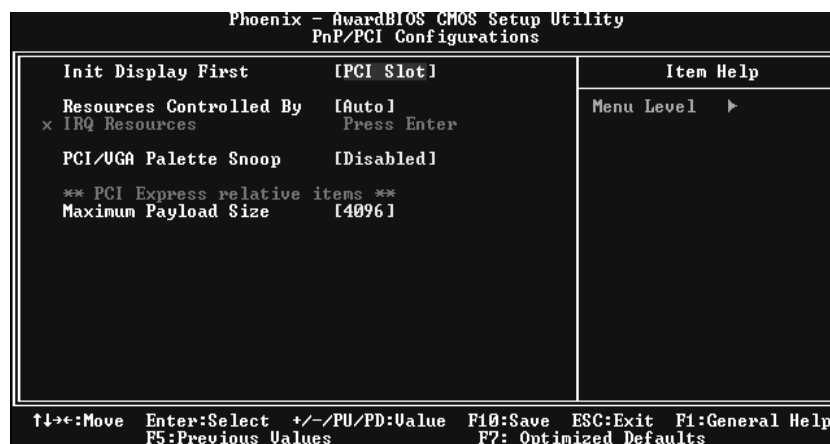 Phoenix - AwardBIOS CMOS Setup Utility
PnP/PCI Configurations
Init Display First [PCI Slot]
Resources Controlled By [Auto]
x IRQ Resources Press Enter
PCI/VGA Palette Snoop [Disabled]
** PCI Express relative items **
Maximum Payload Size [4096]
Item Help
Menu Level ►
↑↓→←:Move Enter:Select +/-/PU/PD:Value F10:Save ESC:Exit F1:General Help
F5:Previous Values F7: Optimized Defaults